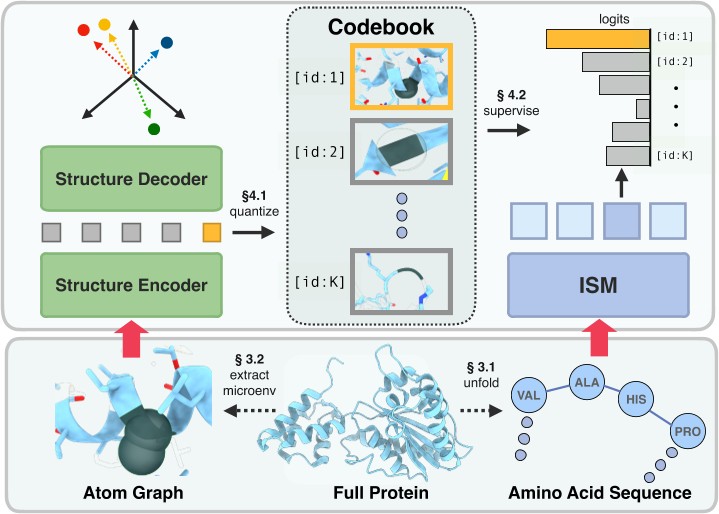 Codebook
logits
[id:1]
[id:1]
[id:2]
§ 4.2
supervise
[id:2]
Structure Decoder
§4.1
quantize
[id:K]
[id:K]
Structure Encoder
ISM
§ 3.2
extract
microenv
§ 3.1
unfold
VAL
ALA
HIS
PRO
Atom Graph
Full Protein
Amino Acid Sequence